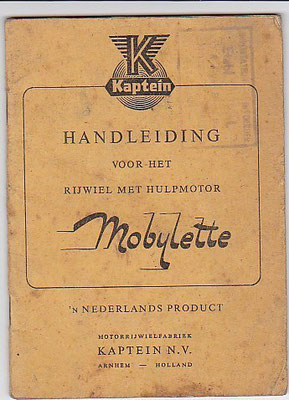 K
Kaptein
HANDLEIDING
VOOR HET
RIJWIEL MET HULPMOTOR
Mobylette
'N NEDERLANDS PRODUCT
MOTORRIJWIELFABRIEK
KAPTEIN N.V.
ARNHEM — HOLLAND